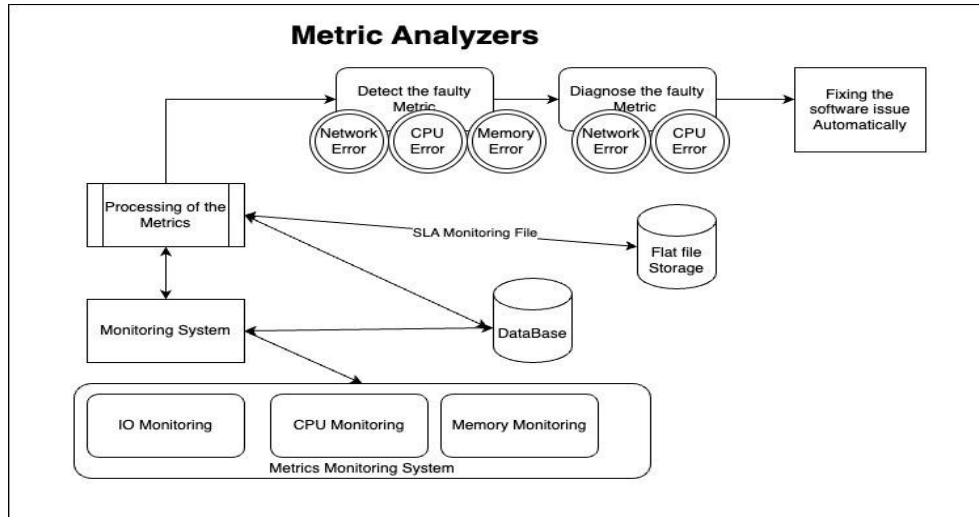 Metric Analyzers
Detect the faulty
Metric
Network
Error
CPU
Error
Memory
Error
Diagnose the faulty
Metric
Network
Error
CPU
Error
Fixing the
software issue
Automatically
Processing of the
Metrics
SLA Monitoring File
Flat file
Storage
Monitoring System
DataBase
IO Monitoring
CPU Monitoring
Memory Monitoring
Metrics Monitoring System